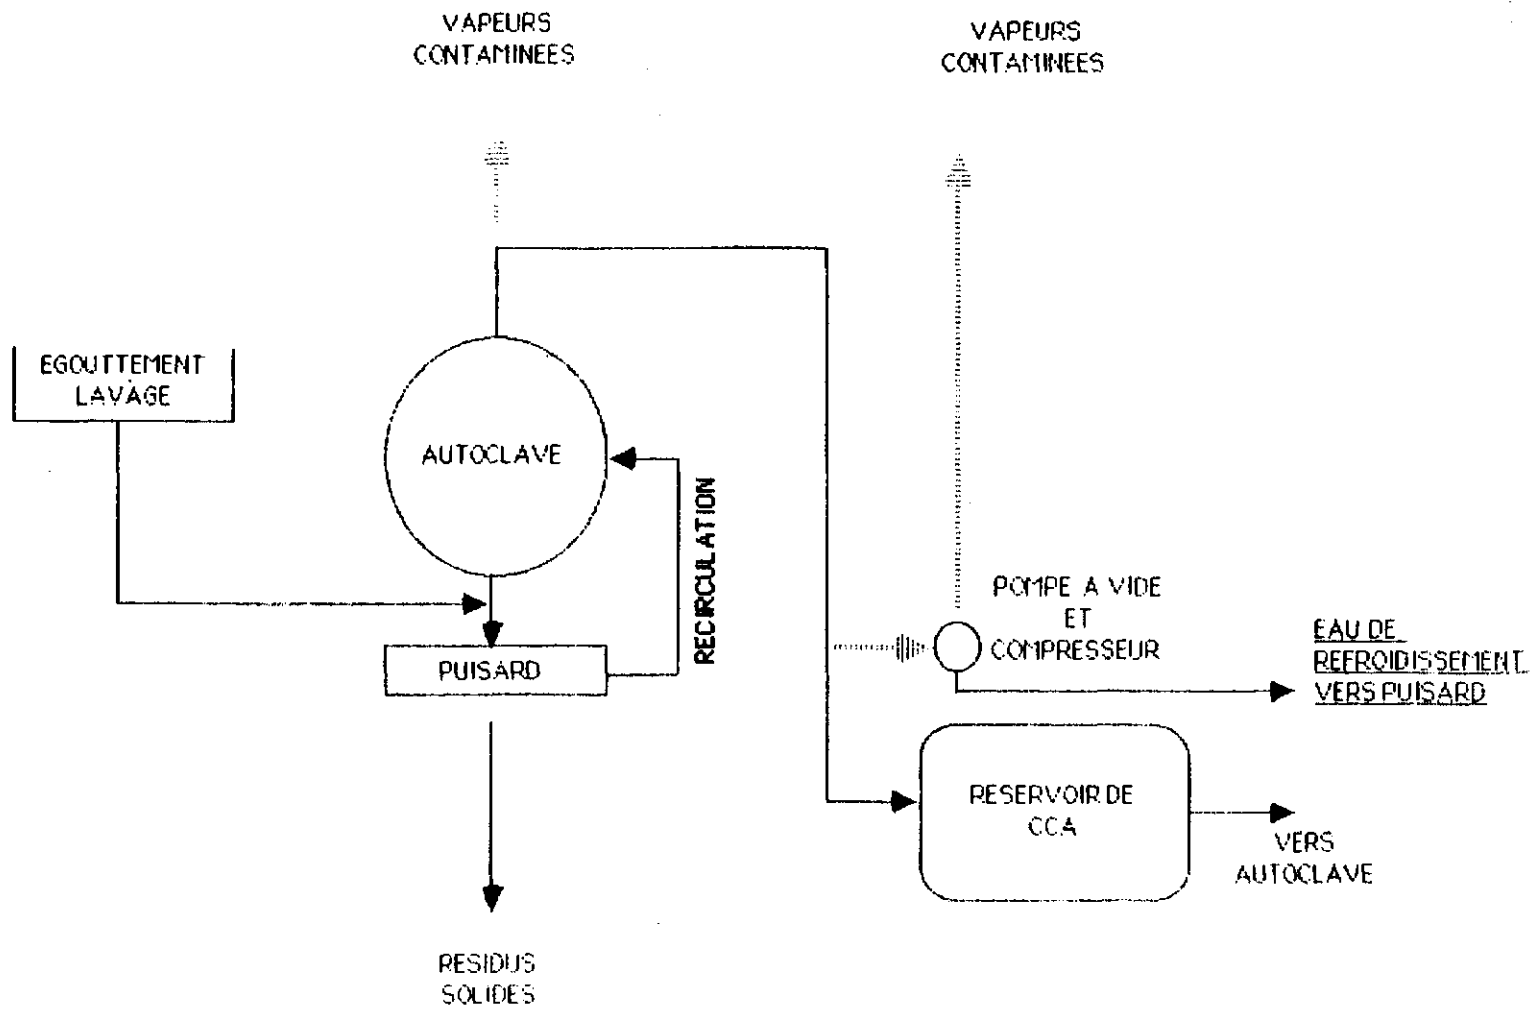 VAPEURS
CONTAMINEES
VAPEURS
CONTAMINEES
EGOUTTEMENT
LAVAGE
AUTOCLAVE
RECIRCULATION
PUISARD
POMPE A VIDE
ET
COMPRESSEUR
EAU DE
REFROIDISSEMENT
VERS PUISARD
RESERVOIR DE
CCA
VERS
AUTOCLAVE
RESIDUS
SOLIDES